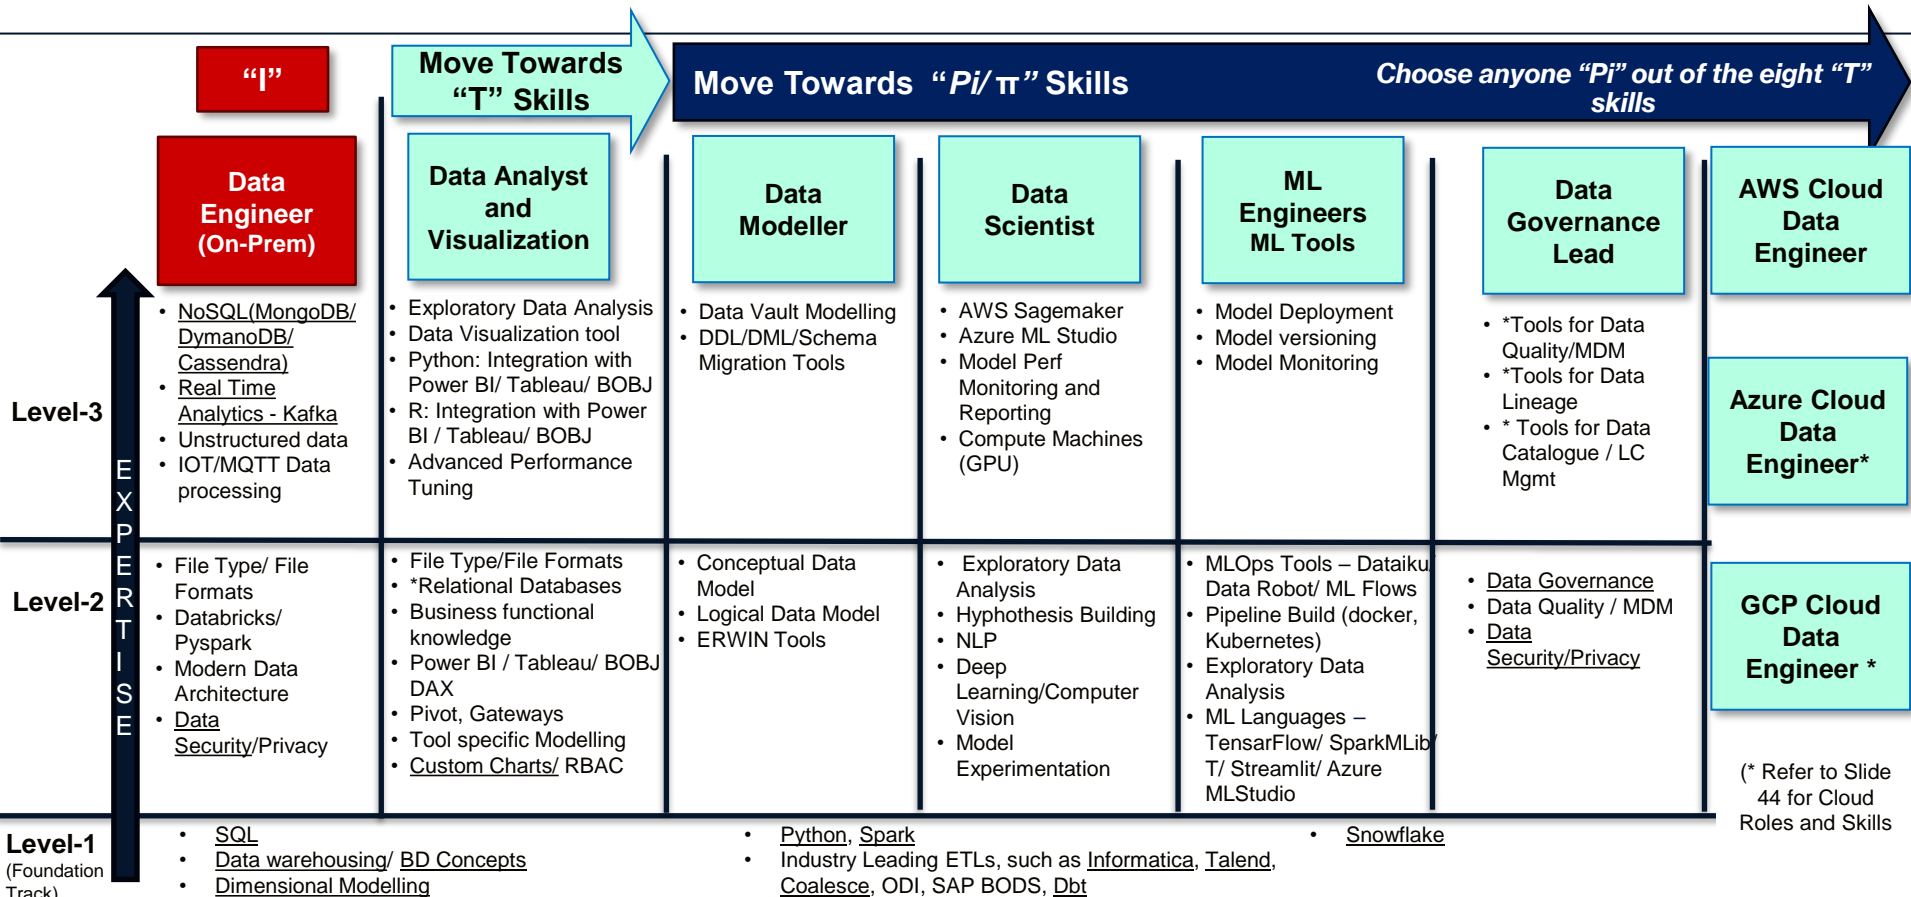 “I”
Move Towards
“T” Skills
Move Towards “Pi/ π” Skills
Choose anyone “Pi” out of the eight “T”
skills
Data
Engineer
(On-Prem)
Data Analyst
and
Visualization
Data
Modeller
Data
Scientist
ML
Engineers
ML Tools
Data
Governance
Lead
AWS Cloud
Data
Engineer
Level-3
• NoSQL(MongoDB/
DymanoDB/
Cassendra)
• Real Time
Analytics - Kafka
• Unstructured data
• IOT/MQTT Data
processing
• Exploratory Data Analysis
• Data Visualization tool
• Python: Integration with
Power BI/ Tableau/ BOBJ
• R: Integration with Power
BI / Tableau/ BOBJ
• Advanced Performance
Tuning
• Data Vault Modelling
• DDL/DML/Schema
Migration Tools
• AWS Sagemaker
• Azure ML Studio
• Model Perf
Monitoring and
Reporting
• Compute Machines
(GPU)
• Model Deployment
• Model versioning
• Model Monitoring
• *Tools for Data
Quality/MDM
• *Tools for Data
Lineage
• * Tools for Data
Catalogue / LC
Mgmt
Azure Cloud
Data
Engineer*
EXPERTISE
Level-2
• File Type/ File
Formats
• Databricks/
Pyspark
• Modern Data
Architecture
• Data
Security/Privacy
• File Type/File Formats
• *Relational Databases
• Business functional
knowledge
• Power BI / Tableau/ BOBJ
DAX
• Pivot, Gateways
• Tool specific Modelling
• Custom Charts/ RBAC
• Conceptual Data
Model
• Logical Data Model
• ERWIN Tools
• Exploratory Data
Analysis
• Hyphothesis Building
• NLP
• Deep
Learning/Computer
Vision
• Model
Experimentation
• MLOps Tools – Dataiku/
Data Robot/ ML Flows
• Pipeline Build (docker,
Kubernetes)
• Exploratory Data
Analysis
• ML Languages –
TensarFlow/ SparkMLib/
T/ Streamlit/ Azure
MLStudio
• Data Governance
• Data Quality / MDM
• Data
Security/Privacy
GCP Cloud
Data
Engineer *
(* Refer to Slide
44 for Cloud
Roles and Skills
Level-1
(Foundation
Track)
• SQL
• Data warehousing/ BD Concepts
• Dimensional Modelling
• Python, Spark
• Industry Leading ETLs, such as Informatica, Talend,
Coalesce, ODI, SAP BODS, Dbt
• Snowflake